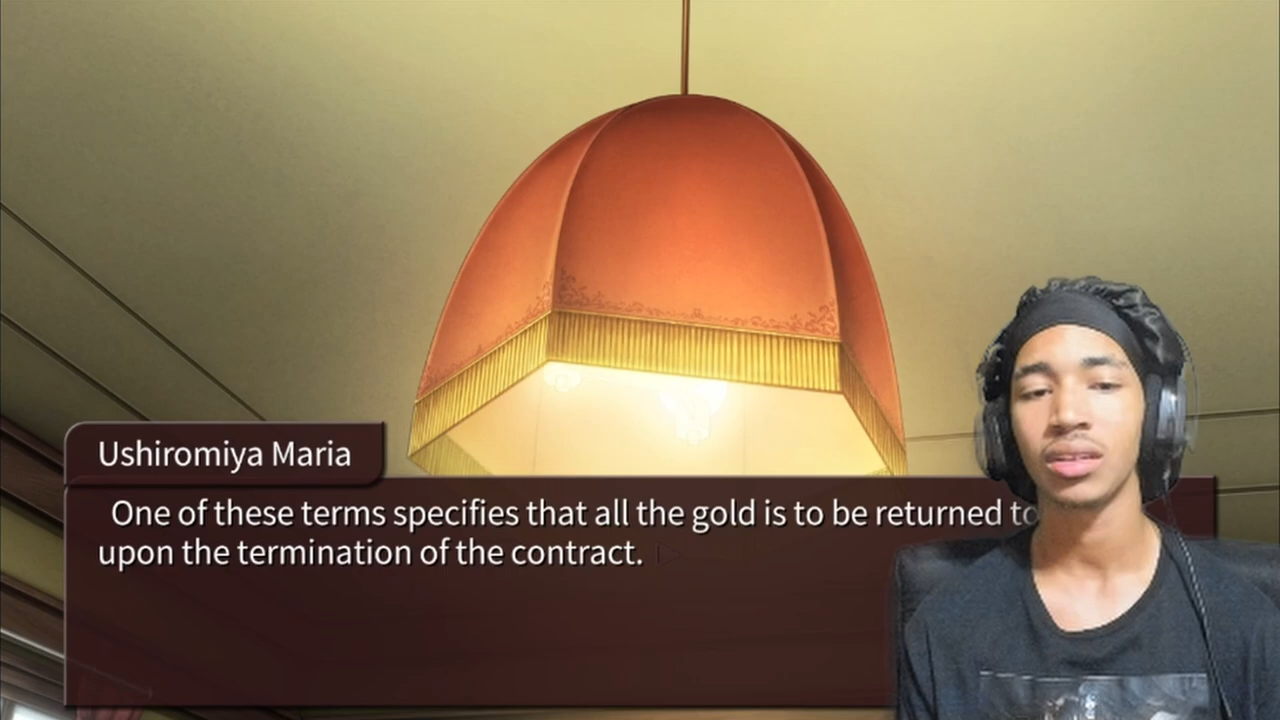 Ushiromiya Maria
One of these terms specifies that all the gold is to be returned to
upon the termination of the contract.